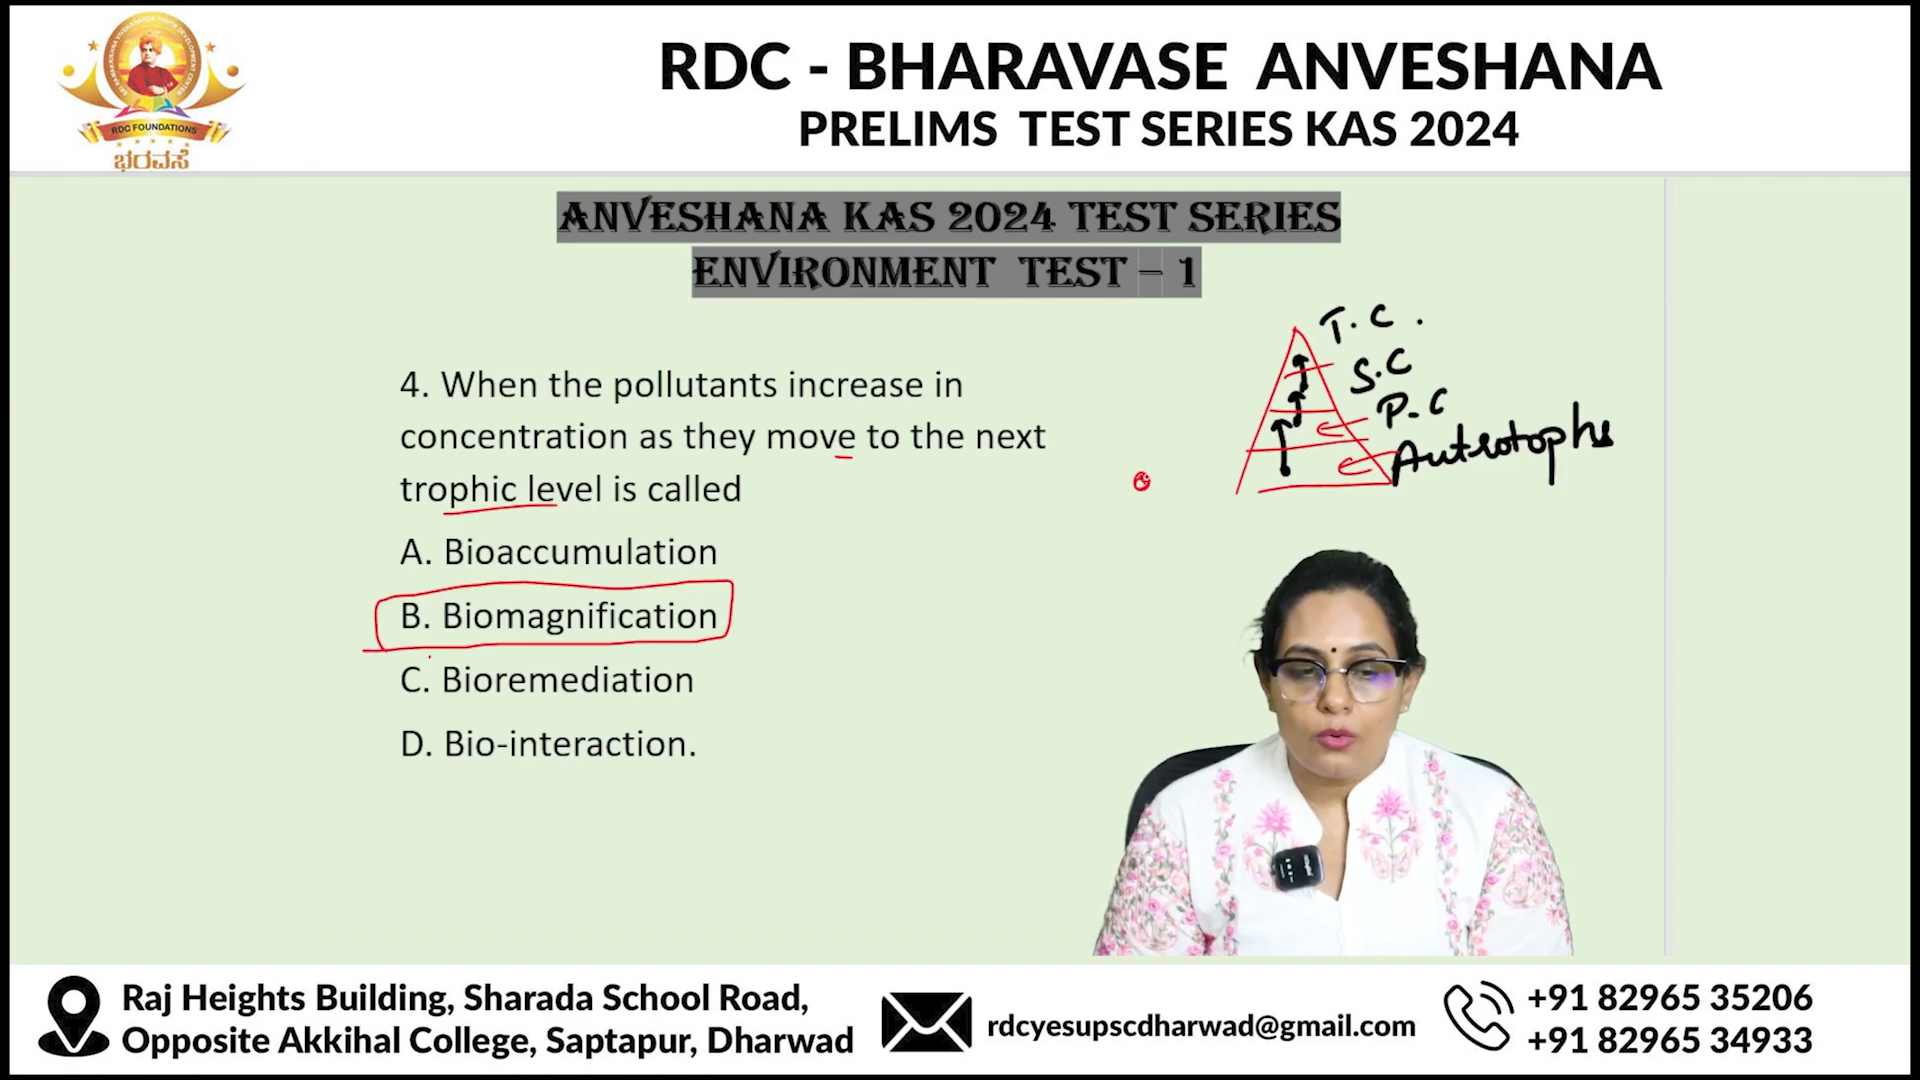 RDC FOUNDATIONS
ಭರವಸೆ
RDC - BHARAVASE ANVESHANA
PRELIMS TEST SERIES KAS 2024
ANVESHANA KAS 2024 TEST SERIES
ENVIRONMENT TEST – 1
4. When the pollutants increase in
concentration as they move to the next
trophic level is called
A. Bioaccumulation
B. Biomagnification
C. Bioremediation
D. Bio-interaction.
T.C.
S.C
P-C
Autrotophs
Raj Heights Building, Sharada School Road,
Opposite Akkihal College, Saptapur, Dharwad
rdcyesupscdharwad@gmail.com
+91 82965 35206
+91 82965 34933